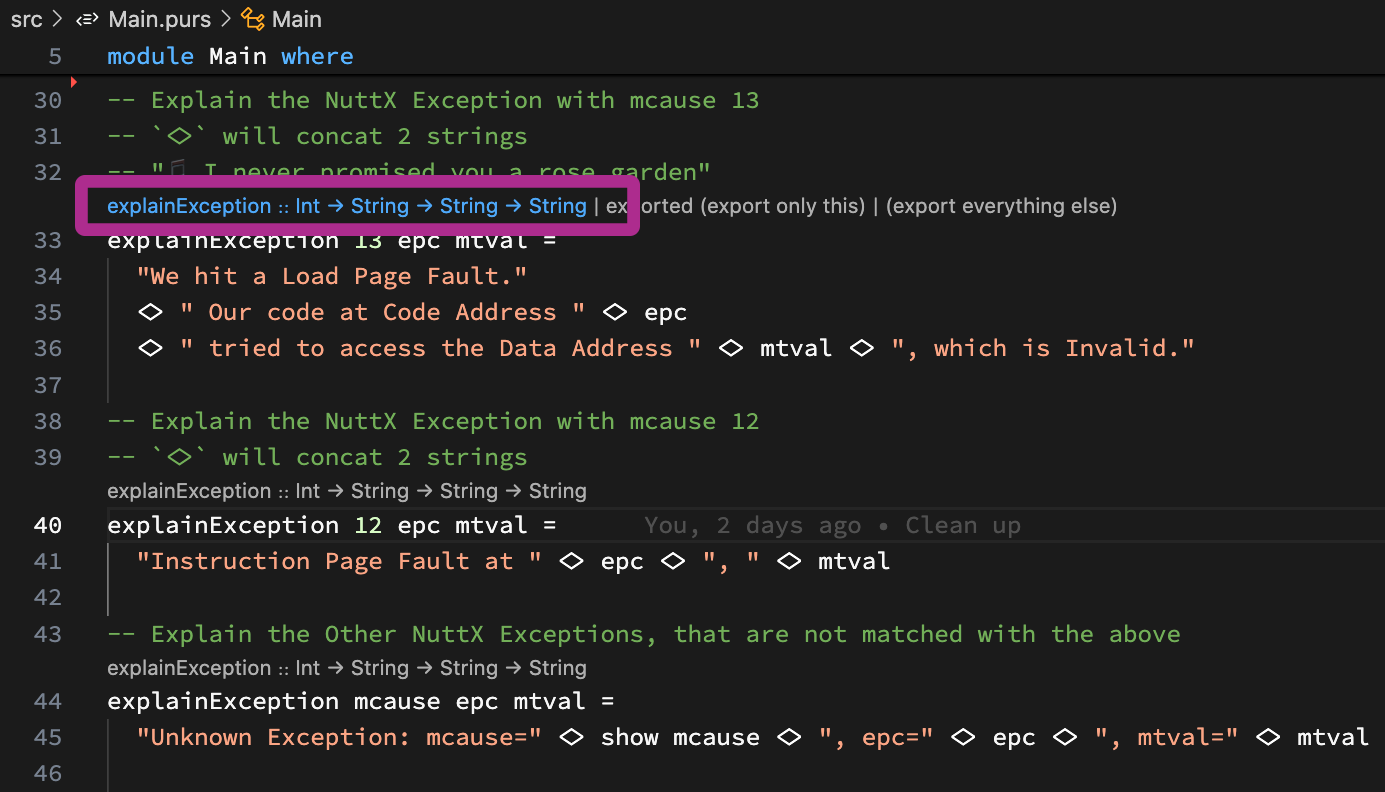 src > Main.purs > Main
5 module Main where
30 -- Explain the NuttX Exception with mcause 13
31 -- `<>` will concat 2 strings
32 -- "🎵 I never promised you a rose garden"
explainException :: Int → String → String → String | exported (export only this) | (export everything else)
33 explainException 13 epc mtval =
34 "We hit a Load Page Fault."
35 <> " Our code at Code Address " <> epc
36 <> " tried to access the Data Address " <> mtval <> ", which is Invalid."
37
38 -- Explain the NuttX Exception with mcause 12
39 -- `<>` will concat 2 strings
explainException :: Int → String → String → String
40 explainException 12 epc mtval = You, 2 days ago • Clean up
41 "Instruction Page Fault at " <> epc <> ", " <> mtval
42
43 -- Explain the Other NuttX Exceptions, that are not matched with the above
explainException :: Int → String → String → String
44 explainException mcause epc mtval =
45 "Unknown Exception: mcause=" <> show mcause <> ", epc=" <> epc <> ", mtval=" <> mtval
46